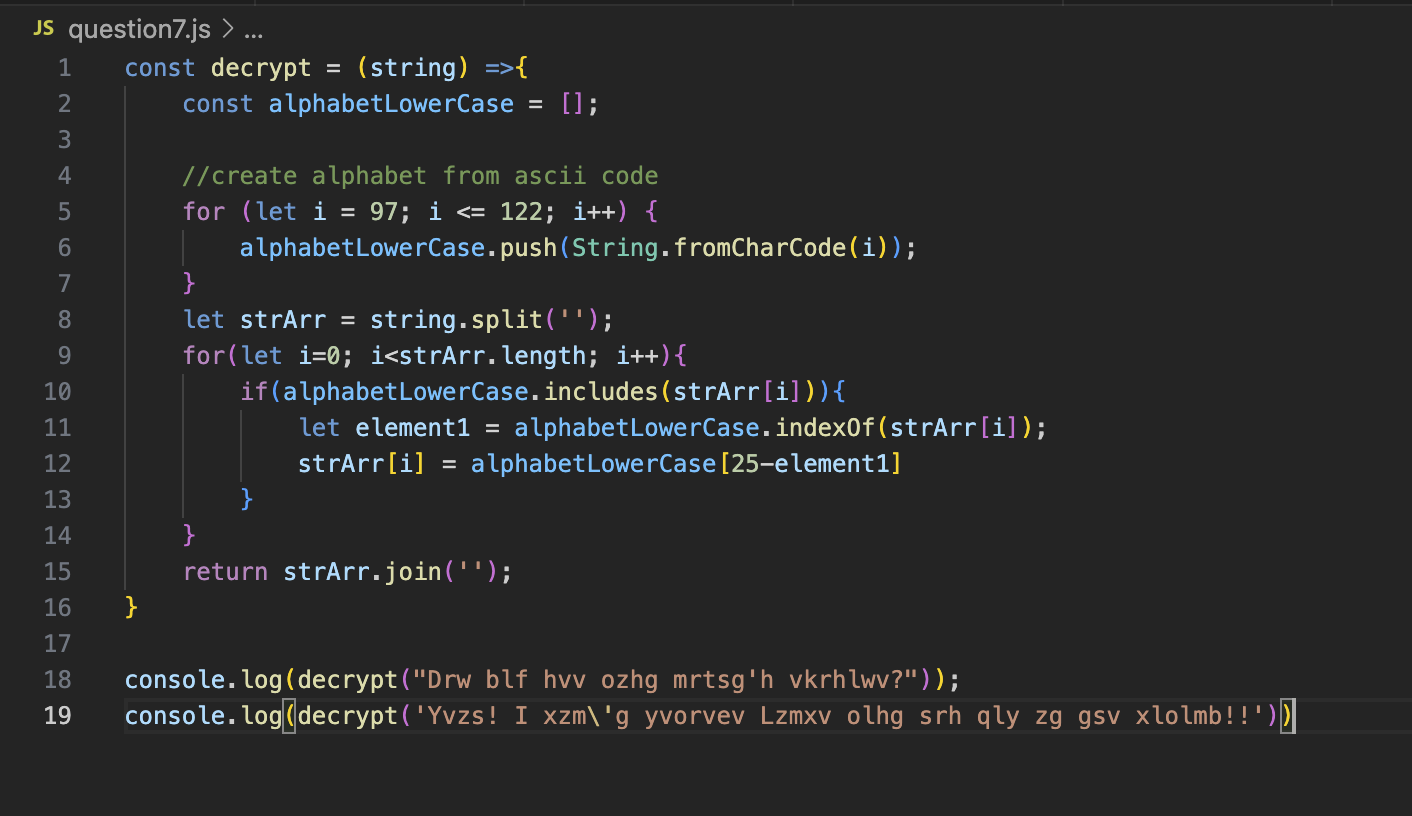 JS question7.js > ...
1 const decrypt = (string) =>{
2 const alphabetLowerCase = [];
3
4 //create alphabet from ascii code
5 for (let i = 97; i <= 122; i++) {
6 alphabetLowerCase.push(String.fromCharCode(i));
7 }
8 let strArr = string.split('');
9 for(let i=0; i<strArr.length; i++){
10 if(alphabetLowerCase.includes(strArr[i])){
11 let element1 = alphabetLowerCase.indexOf(strArr[i]);
12 strArr[i] = alphabetLowerCase[25-element1]
13 }
14 }
15 return strArr.join('');
16 }
17
18 console.log(decrypt("Drw blf hvv ozhg mrtsg'h vkrhlwv?"));
19 console.log(decrypt('Yvzs! I xzm\'g yvorvev Lzmxv olhg srh qly zg gsv xlolmb!!'))